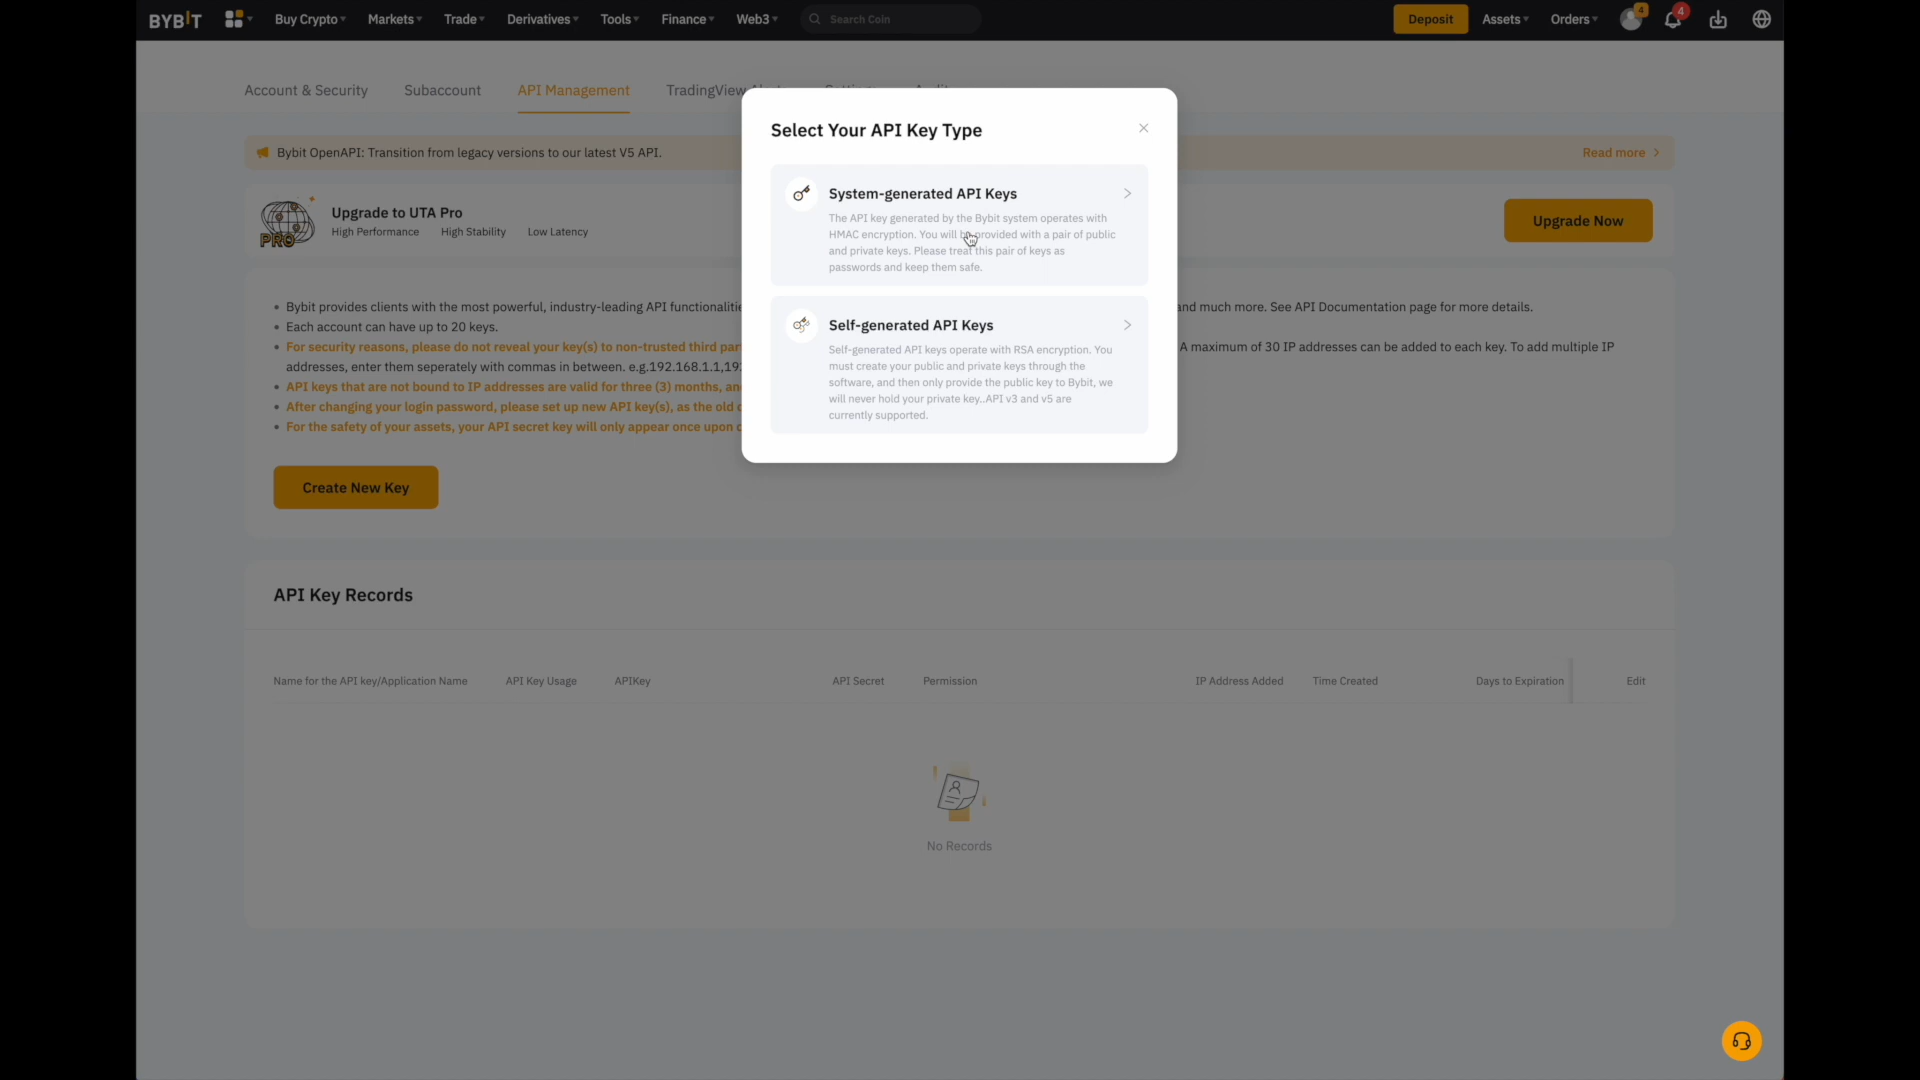 BYBIT
Buy Crypto
Markets
Trade
Derivatives
Tools
Finance
Web3
Search Coin
Deposit
Assets
Orders
4
4
Account & Security
Subaccount
API Management
TradingView
Bybit OpenAPI: Transition from legacy versions to our latest V5 API.
Read more
PRO
Upgrade to UTA Pro
High Performance
High Stability
Low Latency
Upgrade Now
Select Your API Key Type
System-generated API Keys
The API key generated by the Bybit system operates with
HMAC encryption. You will be provided with a pair of public
and private keys. Please treat this pair of keys as
passwords and keep them safe.
Self-generated API Keys
Self-generated API keys operate with RSA encryption. You
must create your public and private keys through the
software, and then only provide the public key to Bybit, we
will never hold your private key..API v3 and v5 are
currently supported.
Bybit provides clients with the most powerful, industry-leading API
and much more. See API Documentation page for more details.
Each account can have up to 20 keys.
For security reasons, please do not reveal your key(s) to non-trusted third
A maximum of 30 IP addresses can be added to each key. To add multiple IP
addresses, enter them seperately with commas in between. e.g.192.168.1.1,19
API keys that are not bound to IP addresses are valid for three (3) months,
After changing your login password, please set up new API key(s), as the old
For the safety of your assets, your API secret key will only appear once upon
Create New Key
API Key Records
Name for the API key/Application Name
API Key Usage
APIKey
API Secret
Permission
IP Address Added
Time Created
Days to Expiration
Edit
No Records